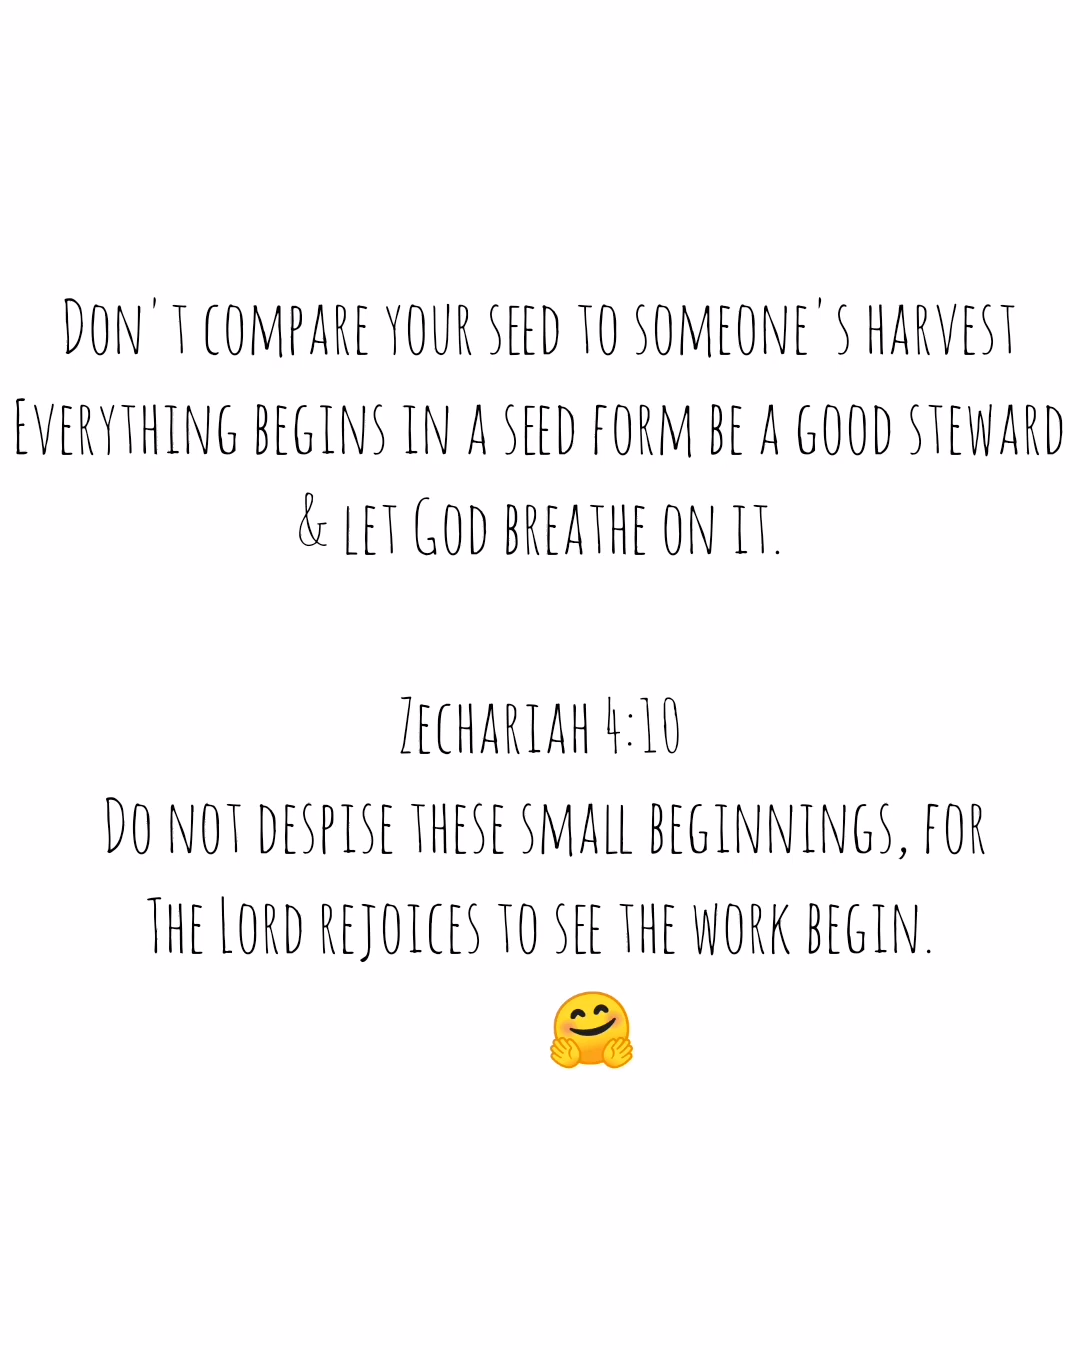 Don't compare your seed to someone's harvest
Everything begins in a seed form be a good steward
& let God breathe on it.
Zechariah 4:10
Do not despise these small beginnings, for
The Lord rejoices to see the work begin.
🤗